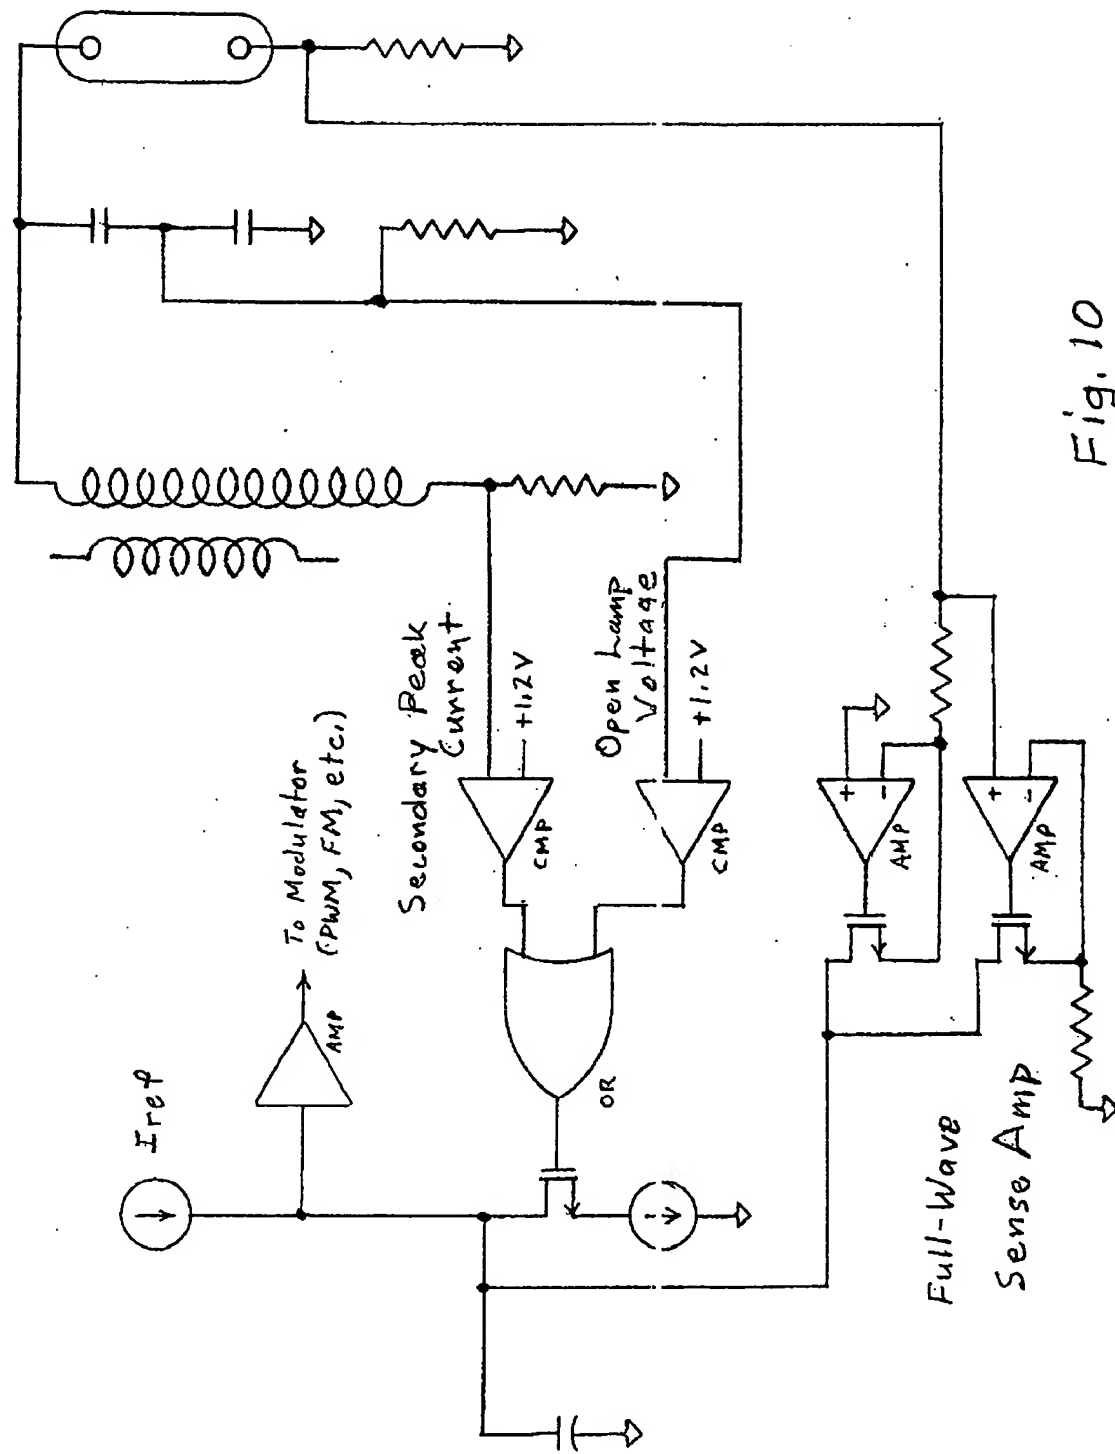 Iref
AMP
To Modulator
(PWM, FM, etc.)
Secondary Peak
Current
+1.2V
CMP
Open Lamp
Voltage
+1.2V
CMP
OR
+
-
AMP
+
-
AMP
Full-Wave
Sense Amp
Fig. 10